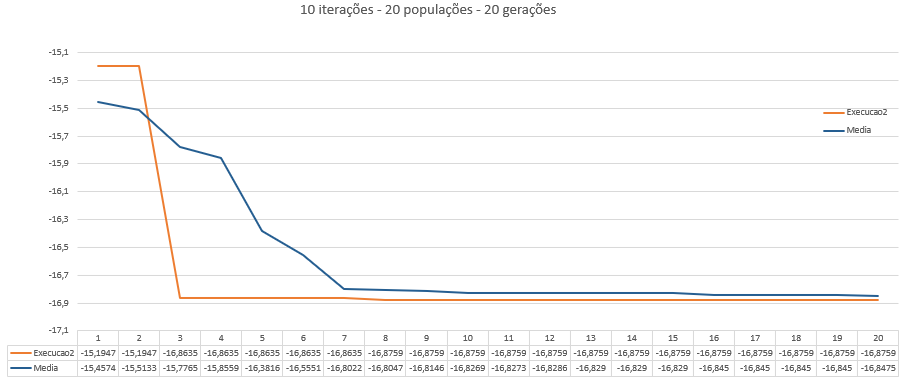 10 iterações - 20 populações - 20 gerações
-15,1
-15,3
-15,5
-15,7
-15,9
-16,1
-16,3
-16,5
-16,7
-16,9
-17,1
Execucao2
Media
1 2 3 4 5 6 7 8 9 10 11 12 13 14 15 16 17 18 19 20
Execucao2 -15,1947 -15,1947 -16,8635 -16,8635 -16,8635 -16,8635 -16,8635 -16,8759 -16,8759 -16,8759 -16,8759 -16,8759 -16,8759 -16,8759 -16,8759 -16,8759 -16,8759 -16,8759 -16,8759 -16,8759
Media -15,4574 -15,5133 -15,7765 -15,8559 -16,3816 -16,5551 -16,8022 -16,8047 -16,8146 -16,8269 -16,8273 -16,8286 -16,829 -16,829 -16,829 -16,845 -16,845 -16,845 -16,845 -16,8475